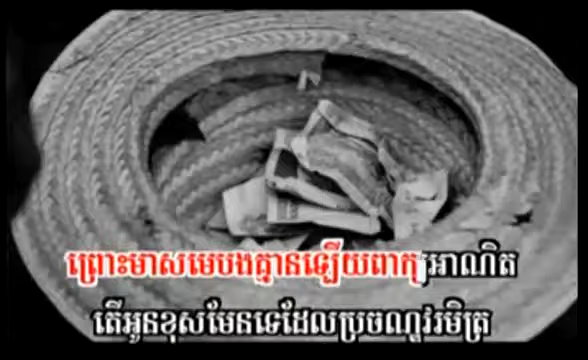 ព្រោះមាសមេបងគ្មានឡើយពាក្យអាណិត
តើអូនខុសមែនទេដែលប្រចណ្ឌវរមិត្រ